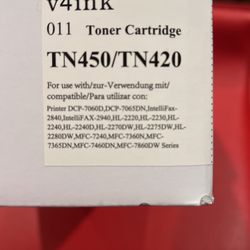 v4ink
011 Toner Cartridge
TN450/TN420
For use with/zur-Verwendung mit/
compatible/Para utilizar con:
Printer DCP-7060D,DCP-7065DN,IntelliFax-
2840,IntelliFAX-2940,HL-2220,HL-2230,HL-
2240,HL-2240D,HL-2270DW,HL-2275DW,HL-
2280DW,MFC-7240,MFC-7360N,MFC-
7365DN,MFC-7460DN,MFC-7860DW Series